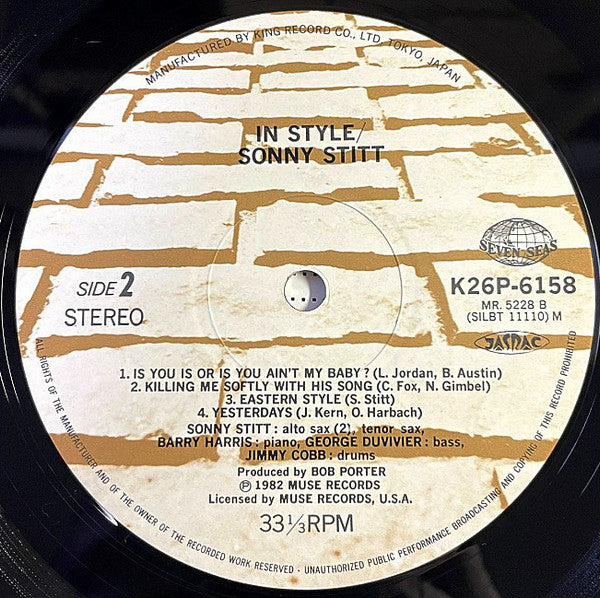 MANUFACTURED BY KING RECORD CO., LTD. TOKYO, JAPAN
IN STYLE/
SONNY STITT
SEVEN SEAS
SIDE 2
STEREO
K26P-6158
MR. 5228 B
(SILBT 11110) M
JASRAC
1. IS YOU IS OR IS YOU AIN'T MY BABY? (L. Jordan, B. Austin)
2. KILLING ME SOFTLY WITH HIS SONG (C. Fox, N. Gimbel)
3. EASTERN STYLE (S. Stitt)
4. YESTERDAYS (J. Kern, O. Harbach)
SONNY STITT : alto sax (2), tenor sax,
BARRY HARRIS : piano, GEORGE DUVIVIER : bass,
JIMMY COBB : drums
Produced by BOB PORTER
Ⓟ 1982 MUSE RECORDS
Licensed by MUSE RECORDS, U.S.A.
33 1/3 RPM
ALL RIGHTS OF THE MANUFACTURER AND OF THE OWNER OF THE RECORDED WORK RESERVED - UNAUTHORIZED PUBLIC PERFORMANCE BROADCASTING AND COPYING OF THIS RECORD PROHIBITED